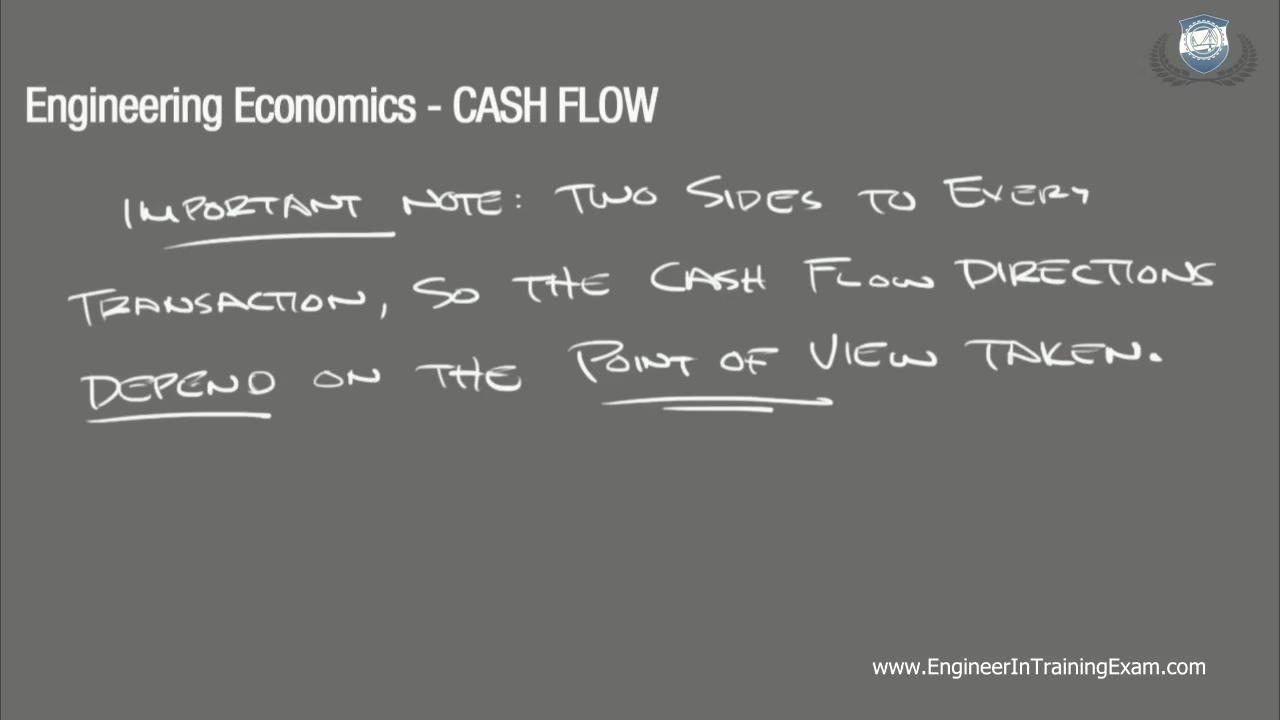 Engineering Economics - CASH FLOW
IMPORTANT NOTE: TWO SIDES TO EVERY
TRANSACTION, SO THE CASH FLOW DIRECTIONS
DEPEND ON THE POINT OF VIEW TAKEN.
www.EngineerInTrainingExam.com